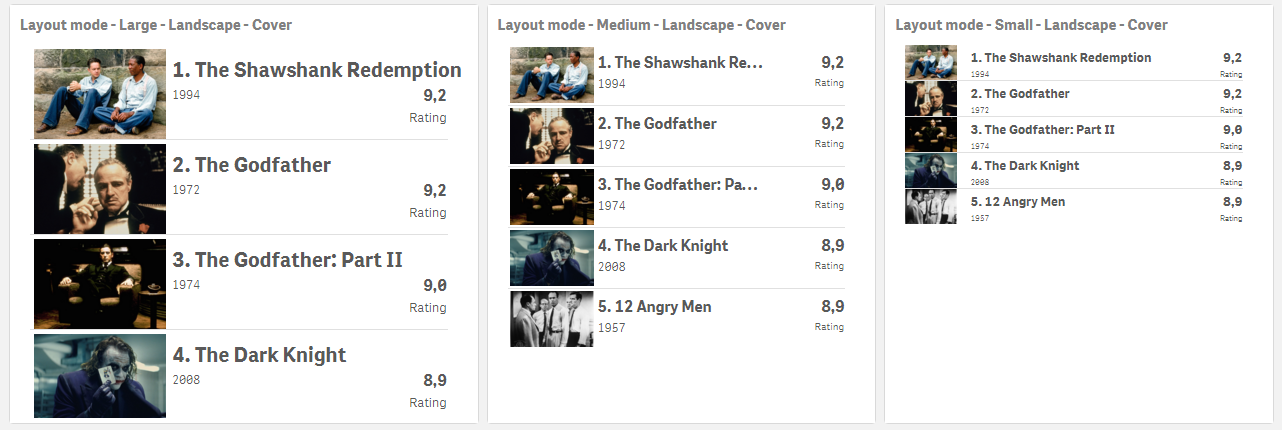 Layout mode - Large - Landscape - Cover
1. The Shawshank Redemption
1994
9,2
Rating
2. The Godfather
1972
9,2
Rating
3. The Godfather: Part II
1974
9,0
Rating
4. The Dark Knight
2008
8,9
Rating
Layout mode - Medium - Landscape - Cover
1. The Shawshank Re...
9,2
1994
Rating
2. The Godfather
9,2
1972
Rating
3. The Godfather: Pa...
9,0
1974
Rating
4. The Dark Knight
8,9
2008
Rating
5. 12 Angry Men
8,9
1957
Rating
Layout mode - Small - Landscape - Cover
1. The Shawshank Redemption
9,2
1994
Rating
2. The Godfather
9,2
1972
Rating
3. The Godfather: Part II
9,0
1974
Rating
4. The Dark Knight
8,9
2008
Rating
5. 12 Angry Men
8,9
1957
Rating